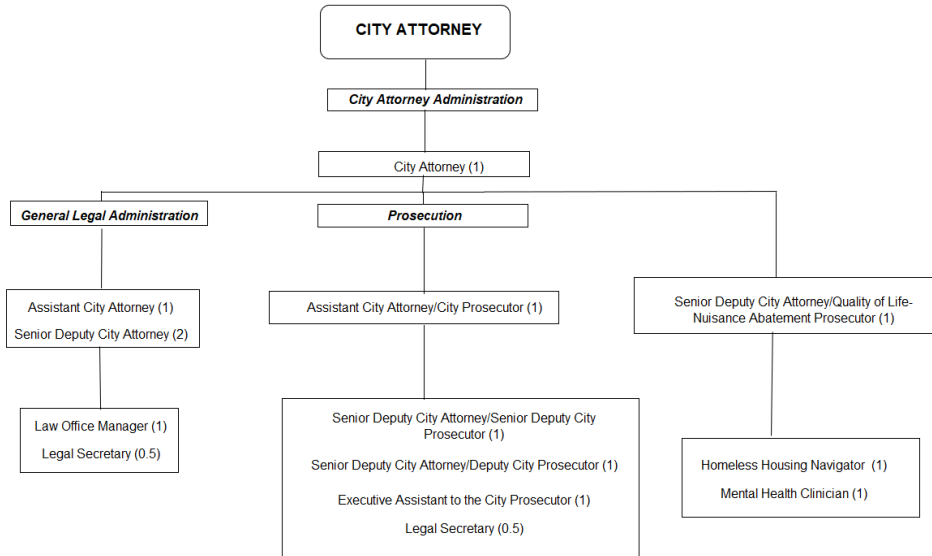 CITY ATTORNEY
City Attorney Administration
City Attorney (1)
General Legal Administration
Prosecution
Assistant City Attorney (1)
Senior Deputy City Attorney (2)
Assistant City Attorney/City Prosecutor (1)
Senior Deputy City Attorney/Quality of Life-
Nuisance Abatement Prosecutor (1)
Law Office Manager (1)
Legal Secretary (0.5)
Senior Deputy City Attorney/Senior Deputy City
Prosecutor (1)
Senior Deputy City Attorney/Deputy City Prosecutor (1)
Executive Assistant to the City Prosecutor (1)
Legal Secretary (0.5)
Homeless Housing Navigator (1)
Mental Health Clinician (1)